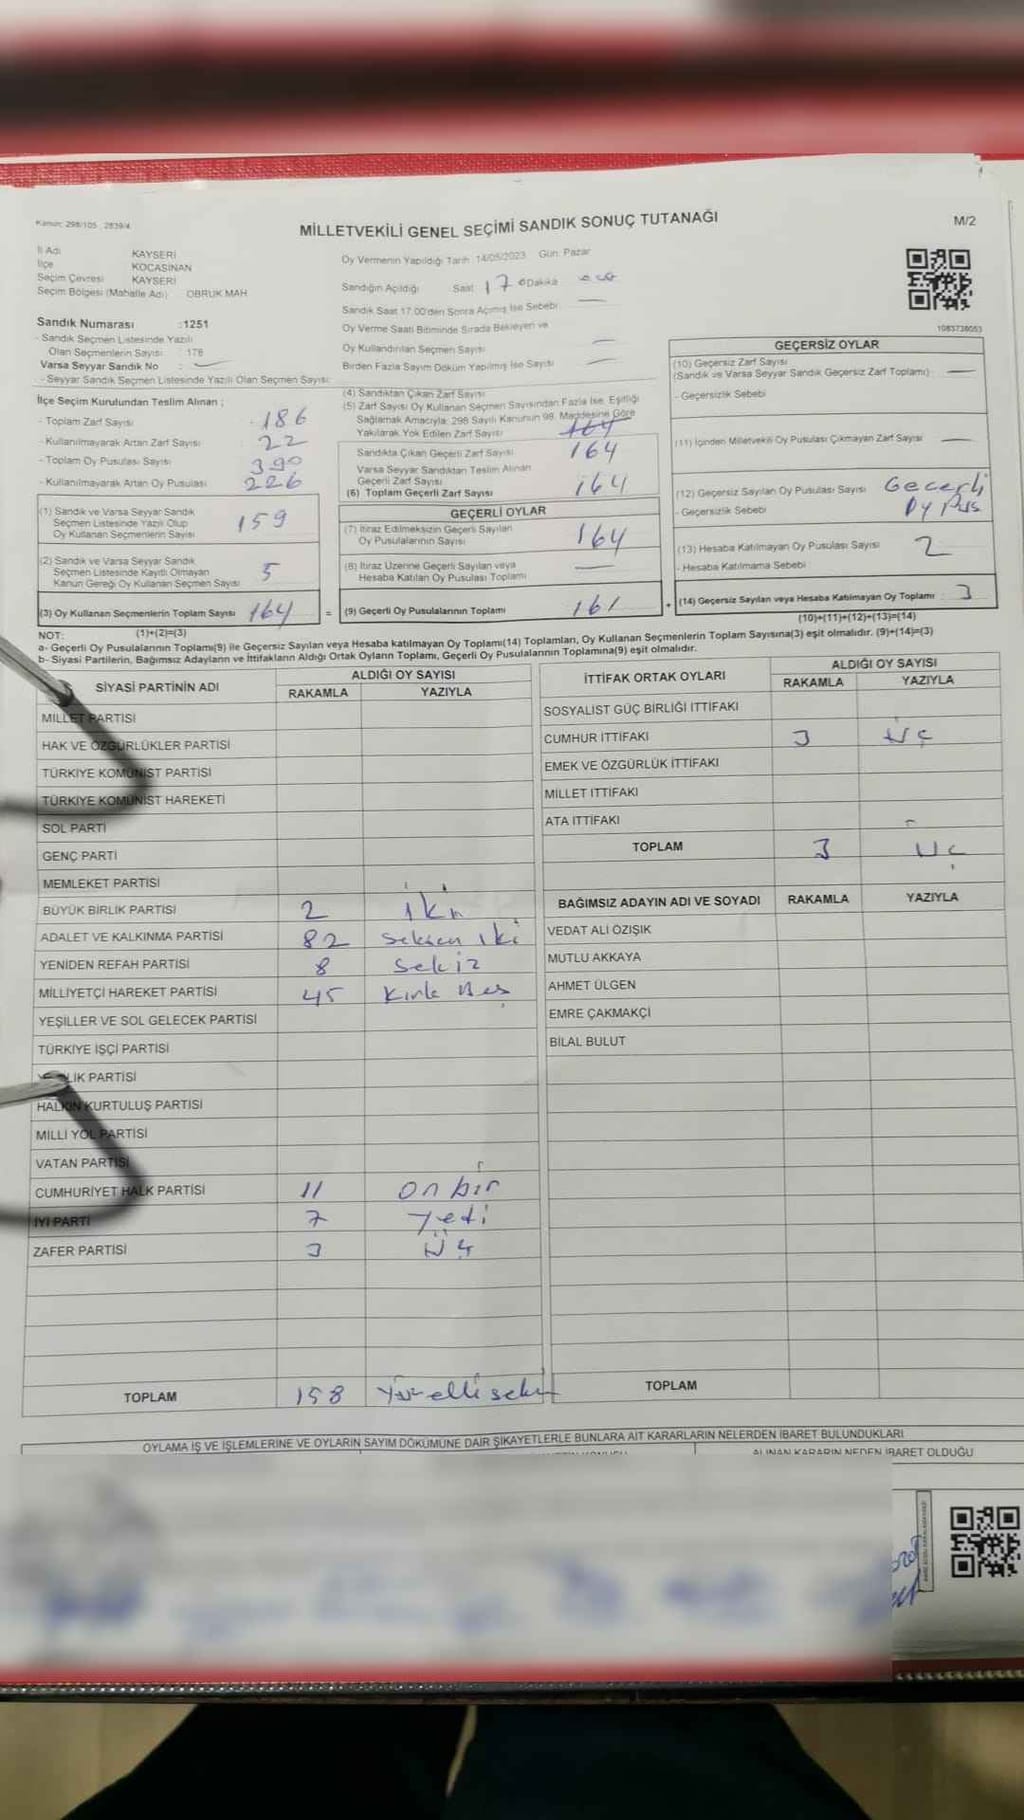 Kanun: 298/105, 2839/4
MİLLETVEKİLİ GENEL SEÇİMİ SANDIK SONUÇ TUTANAĞI
M/2
İl Adı KAYSERİ
İlçe KOCASİNAN
Seçim Çevresi KAYSERİ
Seçim Bölgesi (Mahalle Adı) : OBRUK MAH
Oy Vermenin Yapıldığı Tarih :14/05/2023 Gün: Pazar
Sandığın Açıldığı Saat 17 Dakika
Sandık Saat 17.00'den Sonra Açılmış İse Sebebi
Oy Verme Saati Bitiminde Sırada Bekleyen ve
Oy Kullandırılan Seçmen Sayısı —
Birden Fazla Sayım Döküm Yapılmış İse Sayısı —
1083738053
Sandık Numarası :1251
- Sandık Seçmen Listesinde Yazılı
Olan Seçmenlerin Sayısı : 178
Varsa Seyyar Sandık No : —
- Seyyar Sandık Seçmen Listesinde Yazılı Olan Seçmen Sayısı:
İlçe Seçim Kurulundan Teslim Alınan :
- Toplam Zarf Sayısı : 186
- Kullanılmayarak Artan Zarf Sayısı : 22
- Toplam Oy Pusulası Sayısı : 390
- Kullanılmayarak Artan Oy Pusulası : 226
(1) Sandık ve Varsa Seyyar Sandık
Seçmen Listesinde Yazılı Olup
Oy Kullanan Seçmenlerin Sayısı 159
(2) Sandık ve Varsa Seyyar Sandık
Seçmen Listesinde Kayıtlı Olmayan
Kanun Gereği Oy Kullanan Seçmen Sayısı 5
(3) Oy Kullanan Seçmenlerin Toplam Sayısı 164 =
(1)+(2)=(3)
(4) Sandıktan Çıkan Zarf Sayısı
(5) Zarf Sayısı Oy Kullanan Seçmen Sayısından Fazla İse, Eşitliği
Sağlamak Amacıyla; 298 Sayılı Kanunun 98. Maddesine Göre
Yakılarak Yok Edilen Zarf Sayısı 164
Sandıkta Çıkan Geçerli Zarf Sayısı 164
Varsa Seyyar Sandıktan Teslim Alınan
Geçerli Zarf Sayısı
(6) Toplam Geçerli Zarf Sayısı 164
GEÇERLİ OYLAR
(7) İtiraz Edilmeksizin Geçerli Sayılan
Oy Pusulalarının Sayısı 164
(8) İtiraz Üzerine Geçerli Sayılan veya
Hesaba Katılan Oy Pusulası Toplamı —
(9) Geçerli Oy Pusulalarının Toplamı 161 +
GEÇERSİZ OYLAR
(10) Geçersiz Zarf Sayısı
(Sandık ve Varsa Seyyar Sandık Geçersiz Zarf Toplamı) —
- Geçersizlik Sebebi
(11) İçinden Milletvekili Oy Pusulası Çıkmayan Zarf Sayısı —
(12) Geçersiz Sayılan Oy Pusulası Sayısı Gecerli
- Geçersizlik Sebebi Oy Pus
(13) Hesaba Katılmayan Oy Pusulası Sayısı 2
- Hesaba Katılmama Sebebi
(14) Geçersiz Sayılan veya Hesaba Katılmayan Oy Toplamı : 3
(10)+(11)+(12)+(13)=(14)
NOT:
a- Geçerli Oy Pusulalarının Toplamı(9) ile Geçersiz Sayılan veya Hesaba katılmayan Oy Toplamı(14) Toplamları, Oy Kullanan Seçmenlerin Toplam Sayısına(3) eşit olmalıdır. (9)+(14)=(3)
b- Siyasi Partilerin, Bağımsız Adayların ve İttifakların Aldığı Ortak Oyların Toplamı, Geçerli Oy Pusulalarının Toplamına(9) eşit olmalıdır.
SİYASİ PARTİNİN ADI ALDIĞI OY SAYISI
RAKAMLA YAZIYLA
MİLLET PARTİSİ
HAK VE ÖZGÜRLÜKLER PARTİSİ
TÜRKİYE KOMÜNİST PARTİSİ
TÜRKİYE KOMÜNİST HAREKETİ
SOL PARTİ
GENÇ PARTİ
MEMLEKET PARTİSİ
BÜYÜK BİRLİK PARTİSİ 2 iki
ADALET VE KALKINMA PARTİSİ 82 seksen iki
YENİDEN REFAH PARTİSİ 8 sekiz
MİLLİYETÇİ HAREKET PARTİSİ 45 Kırk Beş
YEŞİLLER VE SOL GELECEK PARTİSİ
TÜRKİYE İŞÇİ PARTİSİ
LİK PARTİSİ
HALKIN KURTULUŞ PARTİSİ
MİLLİ YOL PARTİSİ
VATAN PARTİSİ
CUMHURİYET HALK PARTİSİ 11 on bir
İYİ PARTİ 7 yedi
ZAFER PARTİSİ 3 üç
TOPLAM 158 Yüz elli seki
İTTİFAK ORTAK OYLARI ALDIĞI OY SAYISI
RAKAMLA YAZIYLA
SOSYALİST GÜÇ BİRLİĞİ İTTİFAKI
CUMHUR İTTİFAKI 3 üç
EMEK VE ÖZGÜRLÜK İTTİFAKI
MİLLET İTTİFAKI
ATA İTTİFAKI
TOPLAM 3 üç
BAĞIMSIZ ADAYIN ADI VE SOYADI RAKAMLA YAZIYLA
VEDAT ALİ ÖZIŞIK
MUTLU AKKAYA
AHMET ÜLGEN
EMRE ÇAKMAKÇİ
BİLAL BULUT
TOPLAM
OYLAMA İŞ VE İŞLEMLERİNE VE OYLARIN SAYIM DÖKÜMÜNE DAİR ŞİKAYETLERLE BUNLARA AİT KARARLARIN NELERDEN İBARET BULUNDUKLARI
ALINAN KARARIN NEDEN İBARET OLDUĞU